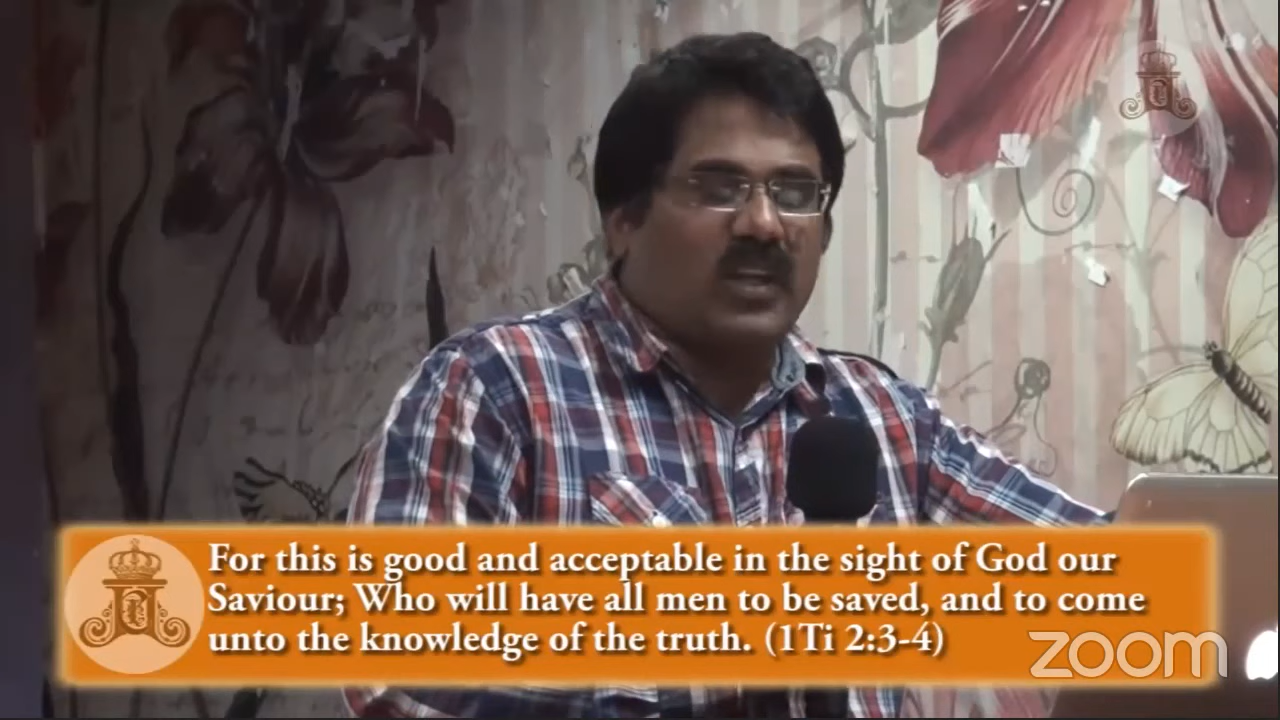 For this is good and acceptable in the sight of God our
Saviour; Who will have all men to be saved, and to come
unto the knowledge of the truth. (1Ti 2:3-4)
zoom